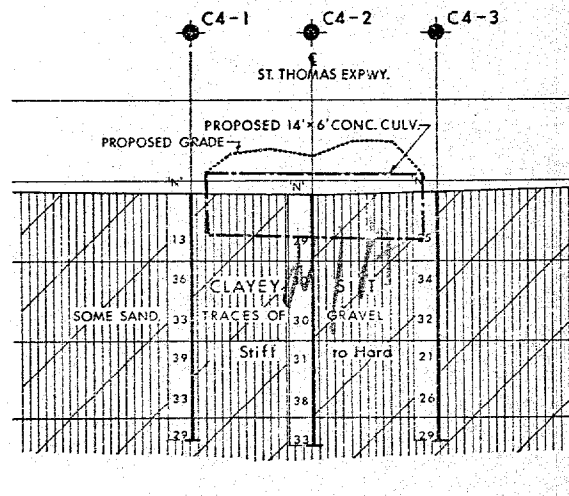 C4-1 C4-2 C4-3
℄
ST. THOMAS EXPWY.
PROPOSED 14'×6' CONC. CULV.
PROPOSED GRADE
'N' 'N' N
13 29 5
36 30 34
CLAYEY SILT
SOME SAND, TRACES OF GRAVEL
33 30 32
Stiff to Hard
39 31 21
33 38 26
29 33 29